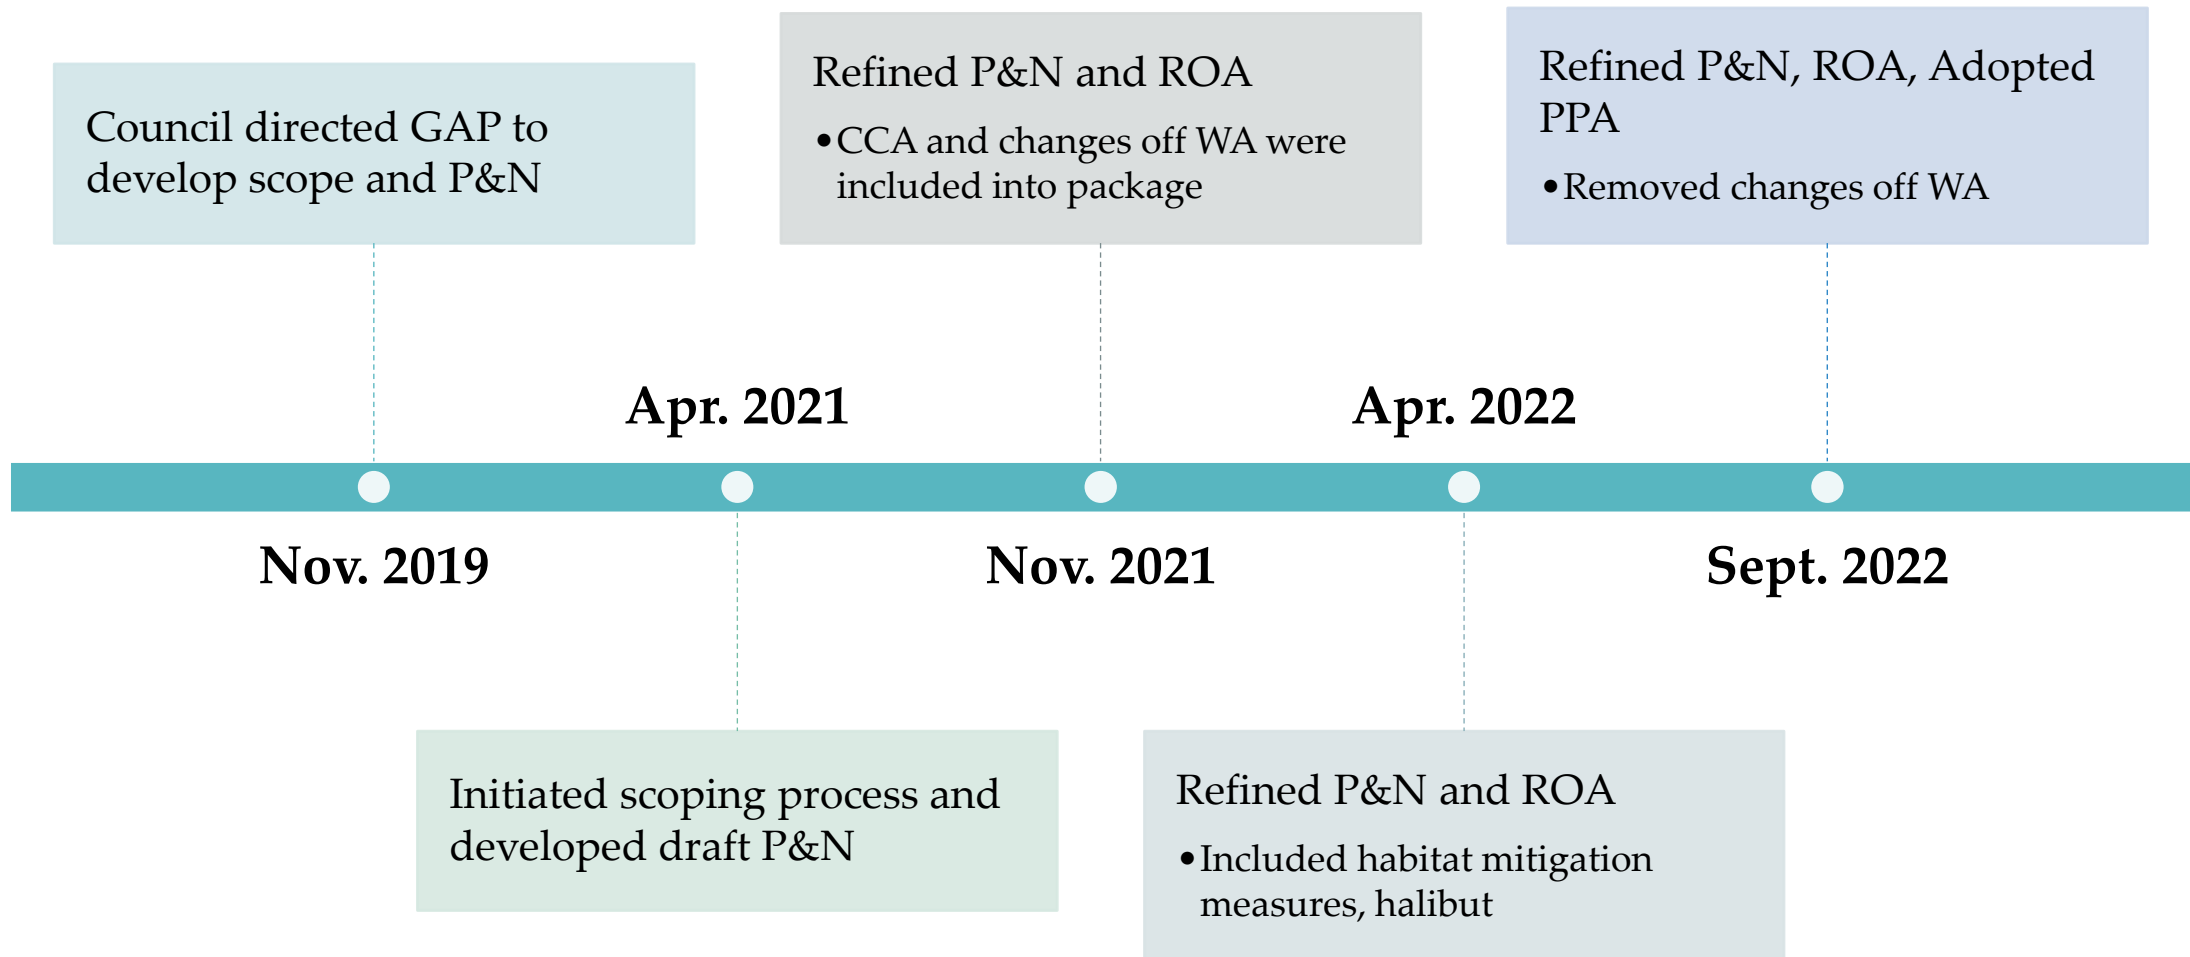 Council directed GAP to
develop scope and P&N
Nov. 2019
Apr. 2021
Initiated scoping process and
developed draft P&N
Refined P&N and ROA
•CCA and changes off WA were
included into package
Nov. 2021
Apr. 2022
Refined P&N and ROA
•Included habitat mitigation
measures, halibut
Refined P&N, ROA, Adopted
PPA
•Removed changes off WA
Sept. 2022